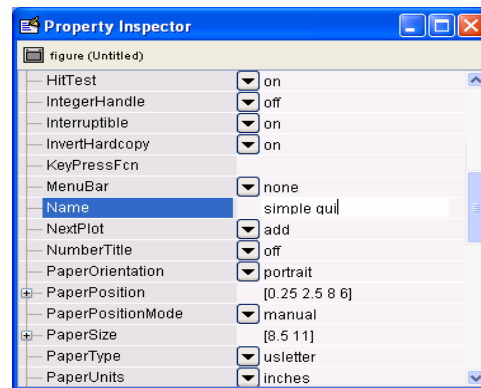 Property Inspector
figure (Untitled)
HitTest on
IntegerHandle off
Interruptible on
InvertHardcopy on
KeyPressFcn
MenuBar none
Name simple gui
NextPlot add
NumberTitle off
PaperOrientation portrait
PaperPosition [0.25 2.5 8 6]
PaperPositionMode manual
PaperSize [8.5 11]
PaperType usletter
PaperUnits inches